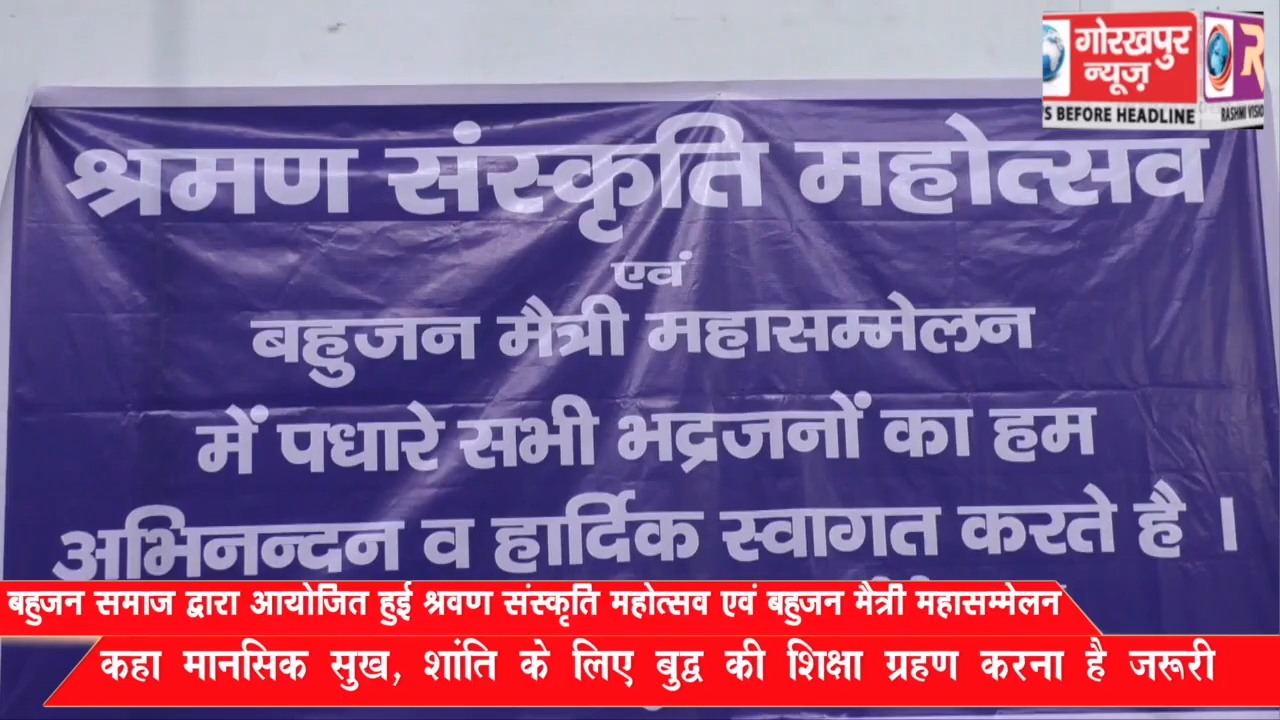 गोरखपुर
न्यूज़
'S BEFORE HEADLINE
R
RASHMI VISIO
श्रमण संस्कृति महोत्सव
एवं
बहुजन मैत्री महासम्मेलन
में पधारे सभी भद्रजनों का हम
अभिनन्दन व हार्दिक स्वागत करते है ।
बहुजन समाज द्वारा आयोजित हुई श्रवण संस्कृति महोत्सव एवं बहुजन मैत्री महासम्मेलन
कहा मानसिक सुख, शांति के लिए बुद्व की शिक्षा ग्रहण करना है जरूरी